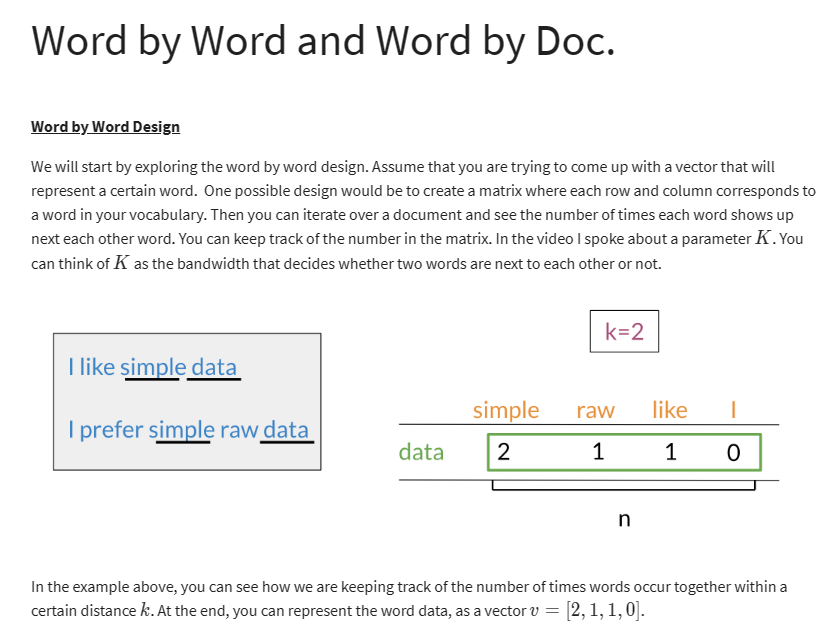 Word by Word and Word by Doc.
Word by Word Design
We will start by exploring the word by word design. Assume that you are trying to come up with a vector that will
represent a certain word.  One possible design would be to create a matrix where each row and column corresponds to
a word in your vocabulary. Then you can iterate over a document and see the number of times each word shows up
next each other word. You can keep track of the number in the matrix. In the video I spoke about a parameter K. You
can think of K as the bandwidth that decides whether two words are next to each other or not.
k=2
I like simple data
I prefer simple raw data
simple raw like I
data 2 1 1 0
n
In the example above, you can see how we are keeping track of the number of times words occur together within a
certain distance k. At the end, you can represent the word data, as a vector v = [2, 1, 1, 0].